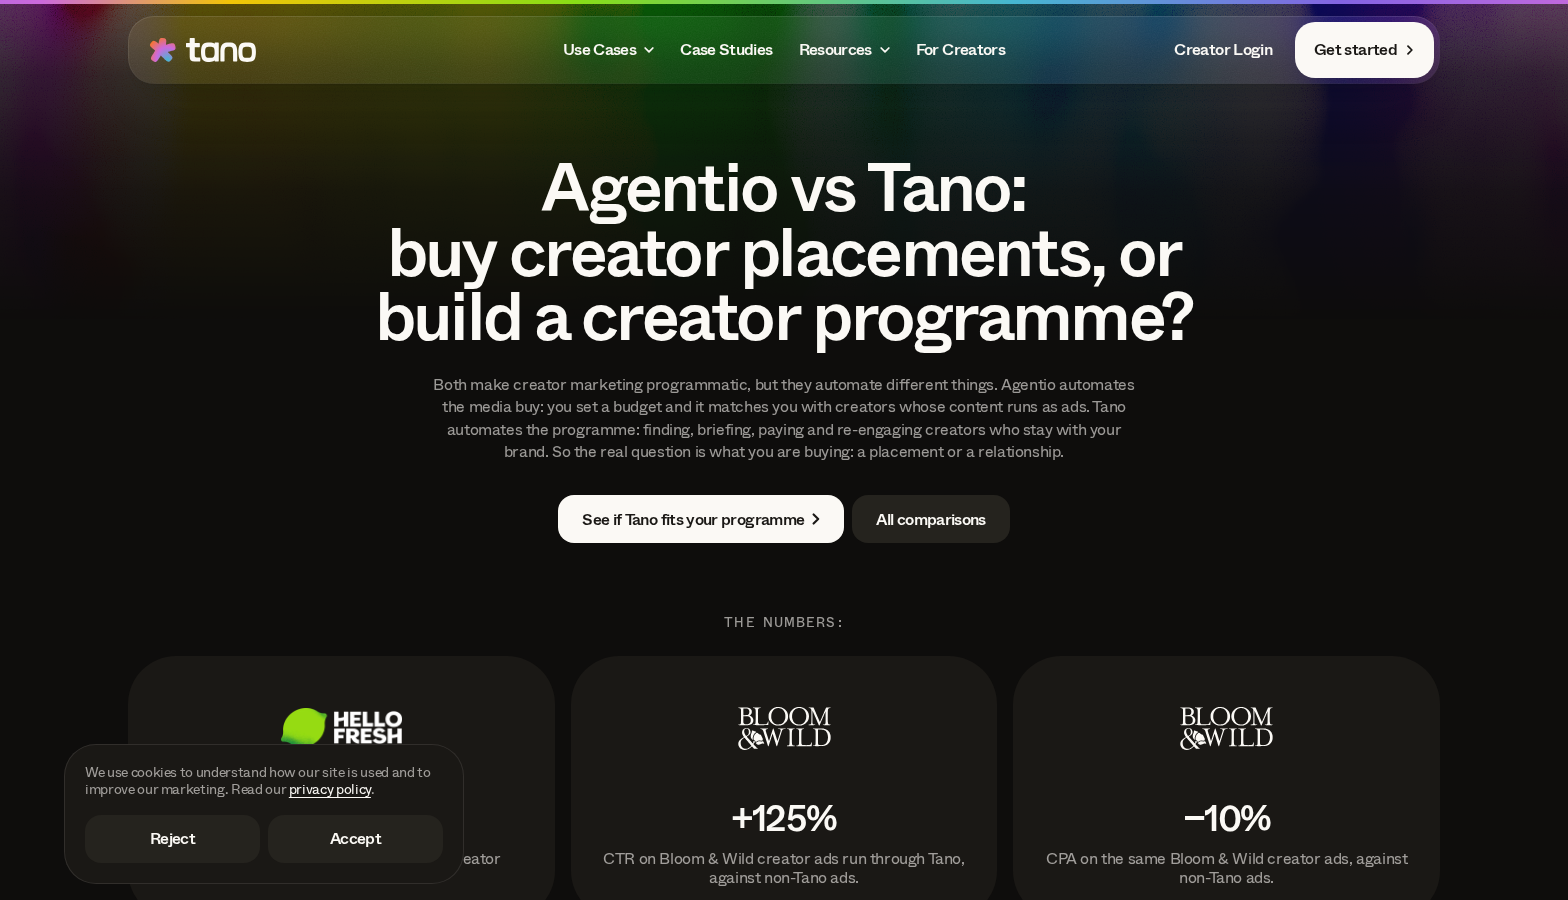 tano
Use Cases
Case Studies
Resources
For Creators
Creator Login
Get started
Agentio vs Tano:
buy creator placements, or
build a creator programme?
Both make creator marketing programmatic, but they automate different things. Agentio automates
the media buy: you set a budget and it matches you with creators whose content runs as ads. Tano
automates the programme: finding, briefing, paying and re-engaging creators who stay with your
brand. So the real question is what you are buying: a placement or a relationship.
See if Tano fits your programme
All comparisons
THE NUMBERS:
HELLO
FRESH
BLOOM
&WILD
BLOOM
&WILD
+125%
−10%
eator
CTR on Bloom & Wild creator ads run through Tano,
against non-Tano ads.
CPA on the same Bloom & Wild creator ads, against
non-Tano ads.
We use cookies to understand how our site is used and to
improve our marketing. Read our privacy policy.
Reject
Accept